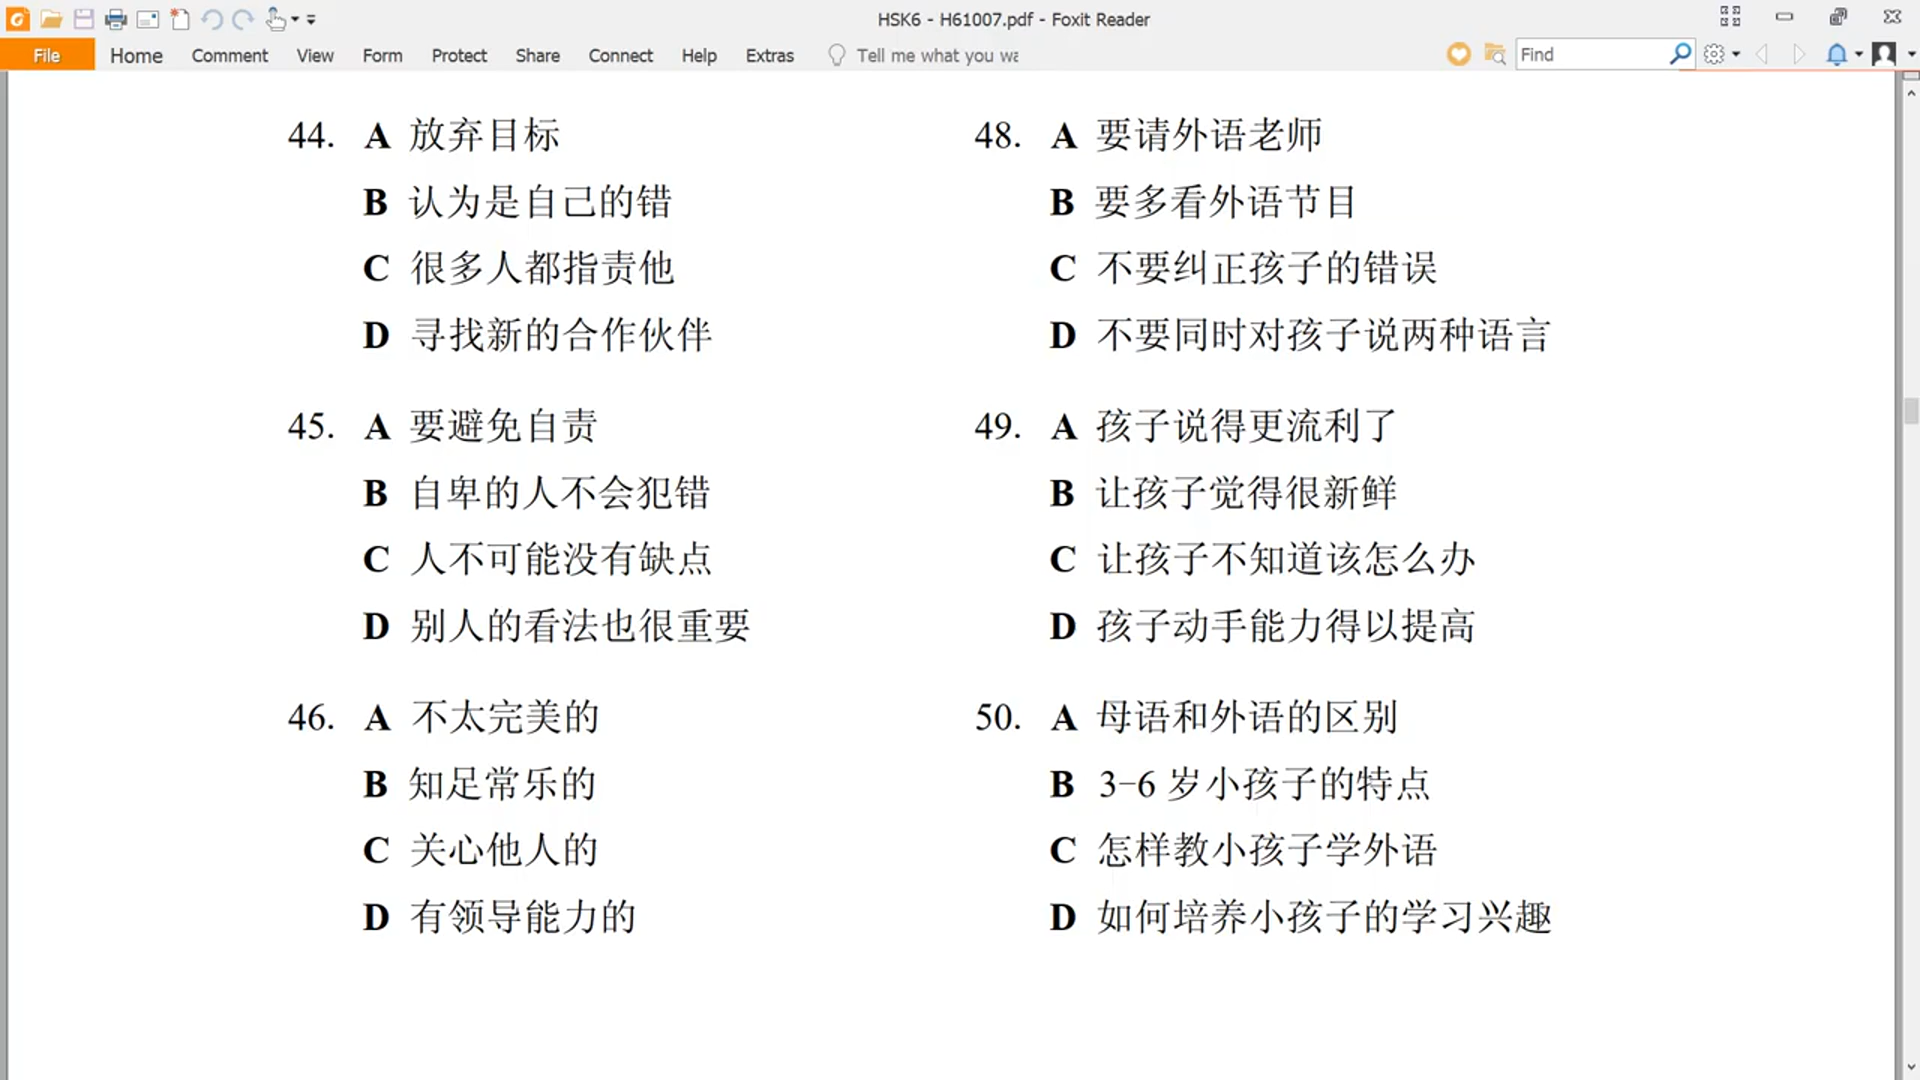 HSK6 - H61007.pdf - Foxit Reader
File Home Comment View Form Protect Share Connect Help Extras Tell me what you wa Find
44. A 放弃目标
B 认为是自己的错
C 很多人都指责他
D 寻找新的合作伙伴
45. A 要避免自责
B 自卑的人不会犯错
C 人不可能没有缺点
D 别人的看法也很重要
46. A 不太完美的
B 知足常乐的
C 关心他人的
D 有领导能力的
48. A 要请外语老师
B 要多看外语节目
C 不要纠正孩子的错误
D 不要同时对孩子说两种语言
49. A 孩子说得更流利了
B 让孩子觉得很新鲜
C 让孩子不知道该怎么办
D 孩子动手能力得以提高
50. A 母语和外语的区别
B 3-6 岁小孩子的特点
C 怎样教小孩子学外语
D 如何培养小孩子的学习兴趣